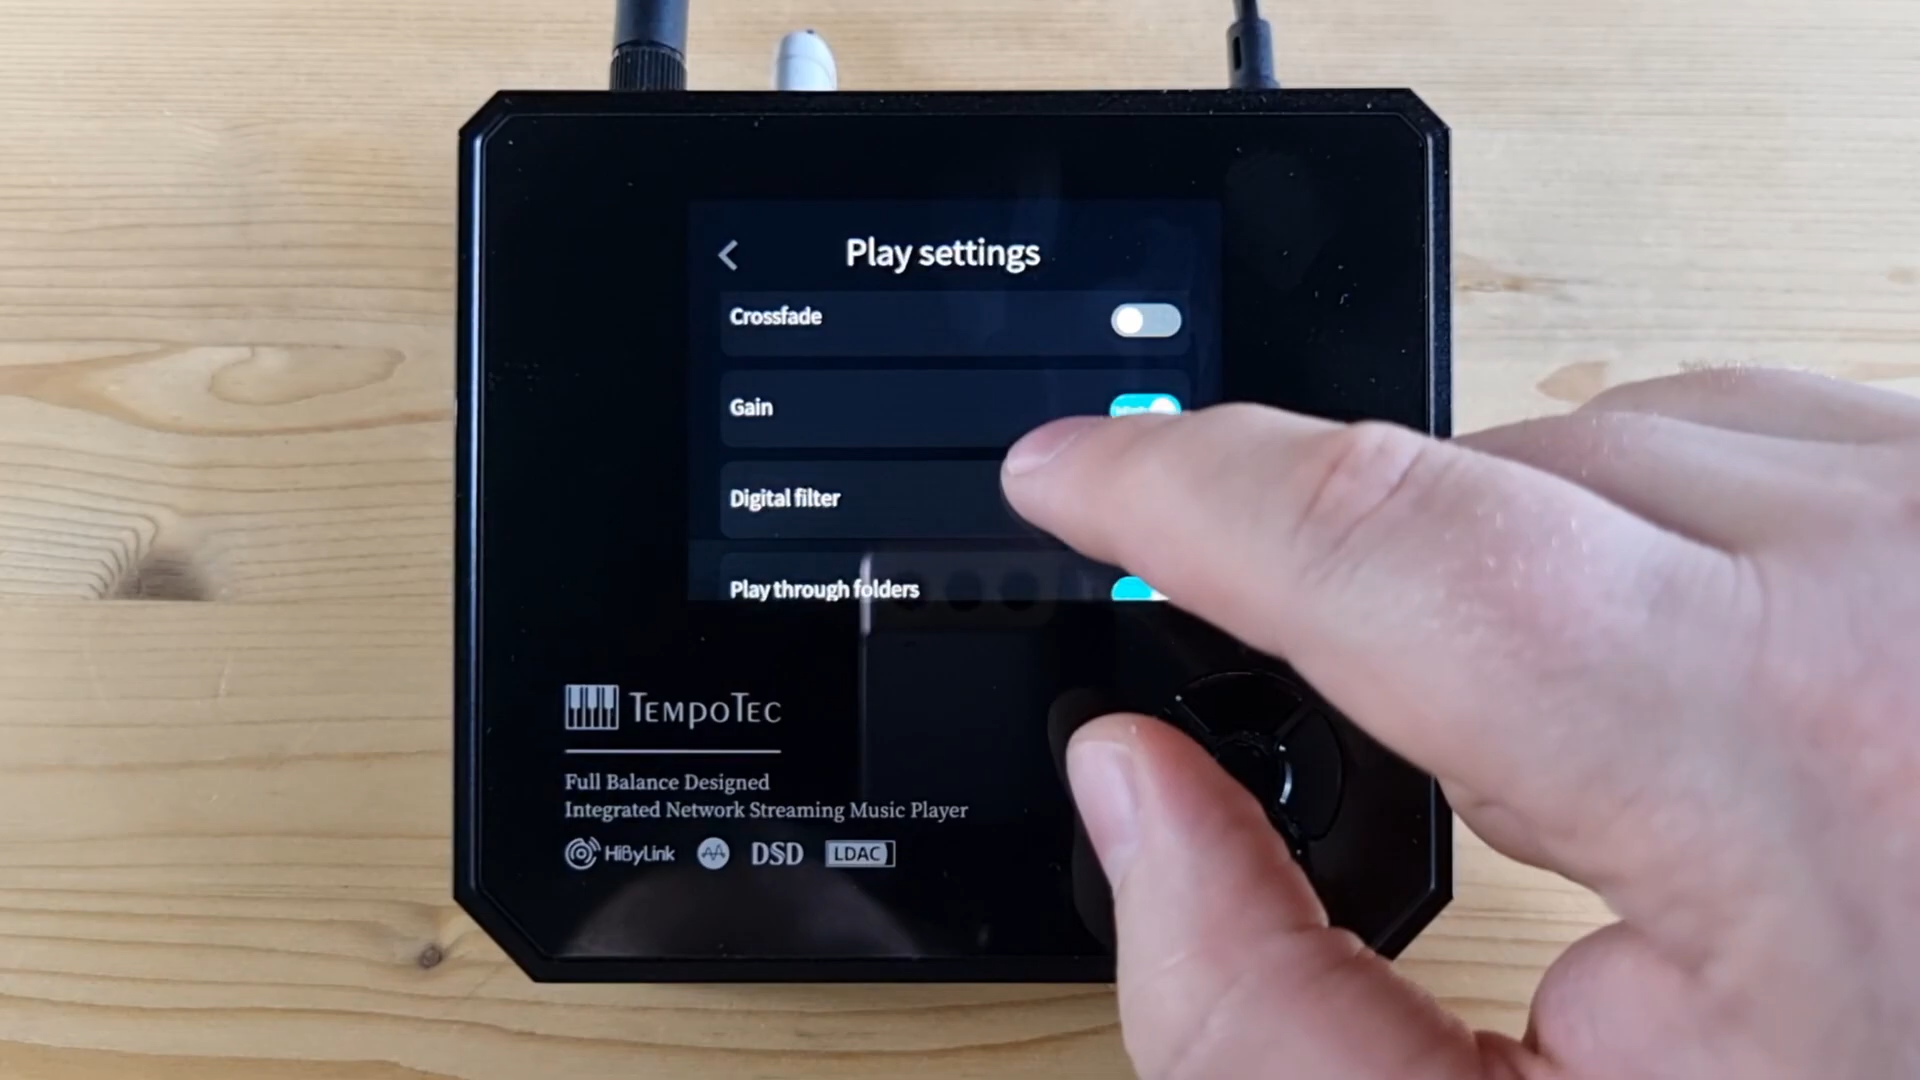 Play settings
Crossfade
Gain
Digital filter
Play through folders
TEMPOTEC
Full Balance Designed
Integrated Network Streaming Music Player
HiByLink DSD LDAC